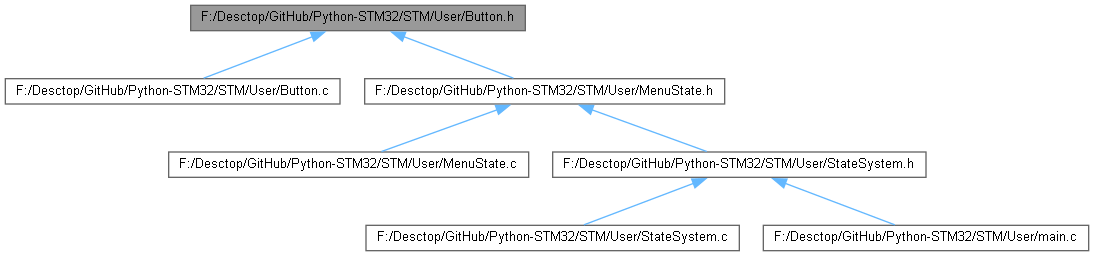 F:/Desctop/GitHub/Python-STM32/STM/User/Button.h
F:/Desctop/GitHub/Python-STM32/STM/User/Button.c
F:/Desctop/GitHub/Python-STM32/STM/User/MenuState.h
F:/Desctop/GitHub/Python-STM32/STM/User/MenuState.c
F:/Desctop/GitHub/Python-STM32/STM/User/StateSystem.h
F:/Desctop/GitHub/Python-STM32/STM/User/StateSystem.c
F:/Desctop/GitHub/Python-STM32/STM/User/main.c